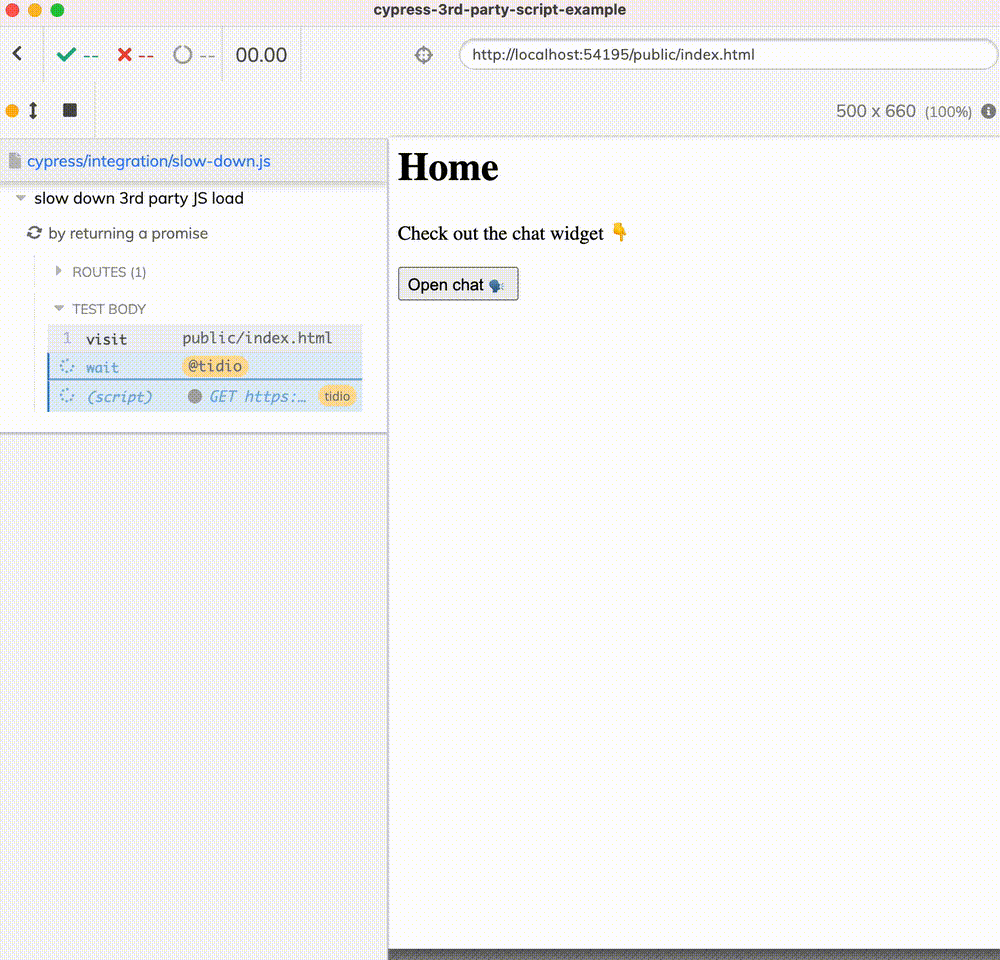 cypress-3rd-party-script-example
-- -- -- 00.00 http://localhost:54195/public/index.html
500 x 660 (100%)
cypress/integration/slow-down.js
slow down 3rd party JS load
by returning a promise
ROUTES (1)
TEST BODY
1 visit public/index.html
wait @tidio
(script) GET https:… tidio
Home
Check out the chat widget 👇
Open chat 🗣